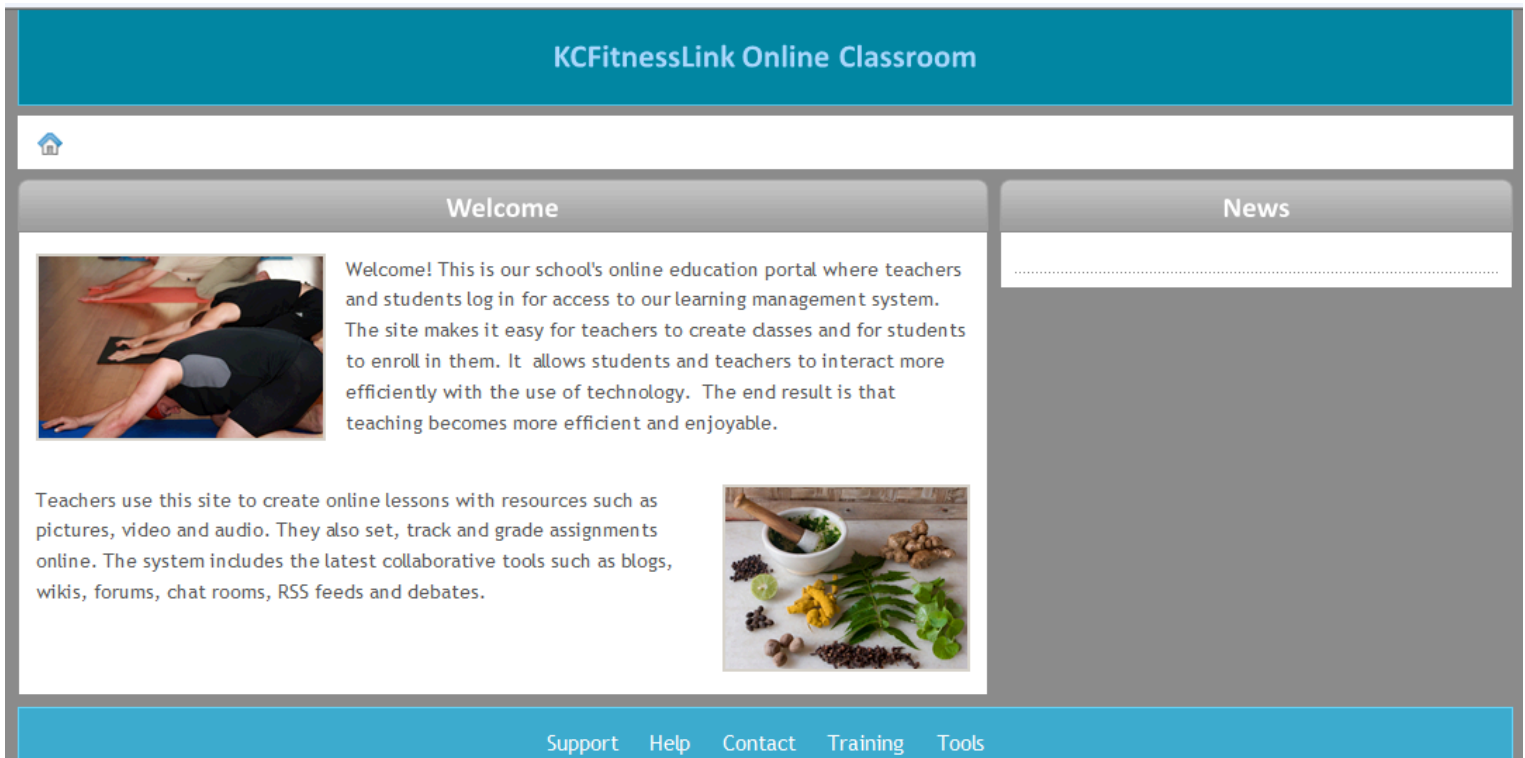 KCFitnessLink Online Classroom
Welcome
Welcome! This is our school's online education portal where teachers
and students log in for access to our learning management system.
The site makes it easy for teachers to create classes and for students
to enroll in them. It  allows students and teachers to interact more
efficiently with the use of technology.  The end result is that
teaching becomes more efficient and enjoyable.
Teachers use this site to create online lessons with resources such as
pictures, video and audio. They also set, track and grade assignments
online. The system includes the latest collaborative tools such as blogs,
wikis, forums, chat rooms, RSS feeds and debates.
News
Support Help Contact Training Tools